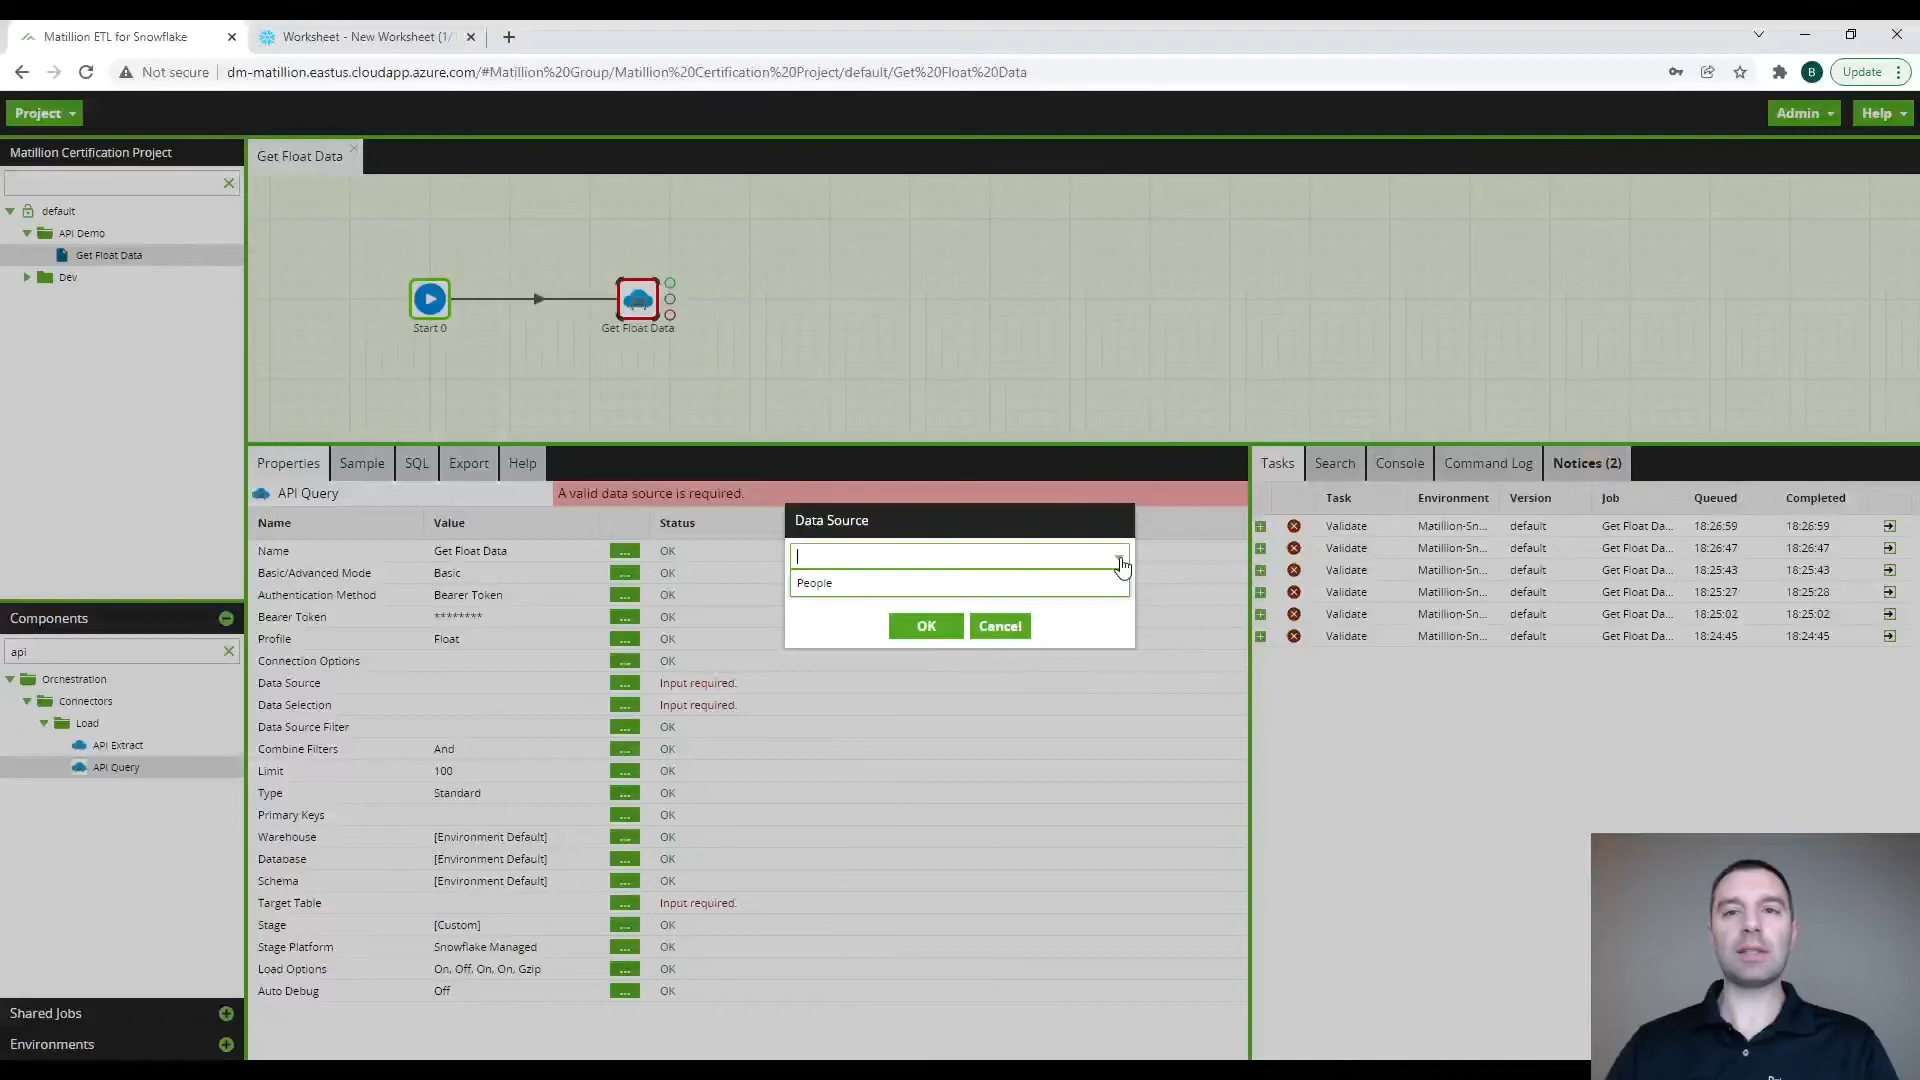 Matillion ETL for Snowflake
Worksheet - New Worksheet (1/
Not secure
dm-matillion.eastus.cloudapp.azure.com/#Matillion%20Group/Matillion%20Certification%20Project/default/Get%20Float%20Data
B
Update
Project
Admin
Help
Matillion Certification Project
default
API Demo
Get Float Data
Dev
Get Float Data
Start 0
Get Float Data
Components
api
Orchestration
Connectors
Load
API Extract
API Query
Shared Jobs
Environments
Properties Sample SQL Export Help
API Query
A valid data source is required.
Name Value Status
Name Get Float Data ... OK
Basic/Advanced Mode Basic ... OK
Authentication Method Bearer Token ... OK
Bearer Token ******** ... OK
Profile Float ... OK
Connection Options ... OK
Data Source ... Input required.
Data Selection ... Input required.
Data Source Filter ... OK
Combine Filters And ... OK
Limit 100 ... OK
Type Standard ... OK
Primary Keys ... OK
Warehouse [Environment Default] ... OK
Database [Environment Default] ... OK
Schema [Environment Default] ... OK
Target Table ... Input required.
Stage [Custom] ... OK
Stage Platform Snowflake Managed ... OK
Load Options On, Off, On, On, Gzip ... OK
Auto Debug Off ... OK
Data Source
People
OK Cancel
Tasks Search Console Command Log Notices (2)
Task Environment Version Job Queued Completed
Validate Matillion-Sn... default Get Float Da... 18:26:59 18:26:59
Validate Matillion-Sn... default Get Float Da... 18:26:47 18:26:47
Validate Matillion-Sn... default Get Float Da... 18:25:43 18:25:43
Validate Matillion-Sn... default Get Float Da... 18:25:27 18:25:28
Validate Matillion-Sn... default Get Float Da... 18:25:02 18:25:02
Validate Matillion-Sn... default Get Float Da... 18:24:45 18:24:45